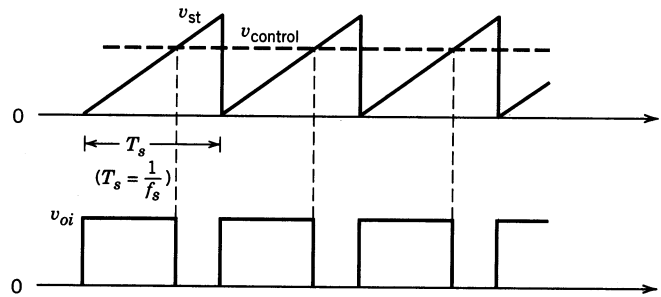 v_st
v_control
0
T_s
(T_s = 1/f_s)
v_oi
0